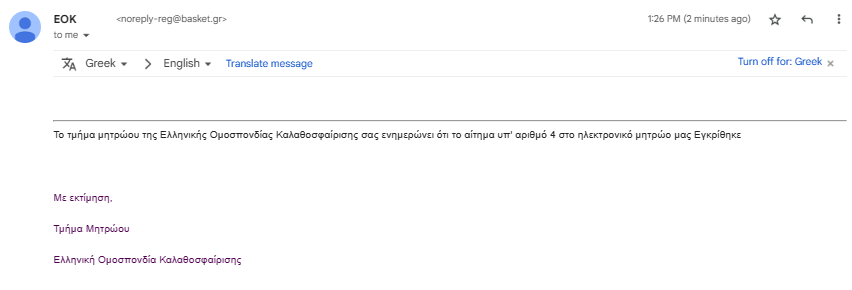 EOK <noreply-reg@basket.gr> 1:26 PM (2 minutes ago)
to me
Greek English Translate message Turn off for: Greek
Το τμήμα μητρώου της Ελληνικής Ομοσπονδίας Καλαθοσφαίρισης σας ενημερώνει ότι το αίτημα υπ' αριθμό 4 στο ηλεκτρονικό μητρώο μας Εγκρίθηκε
Με εκτίμηση,
Τμήμα Μητρώου
Ελληνική Ομοσπονδία Καλαθοσφαίρισης